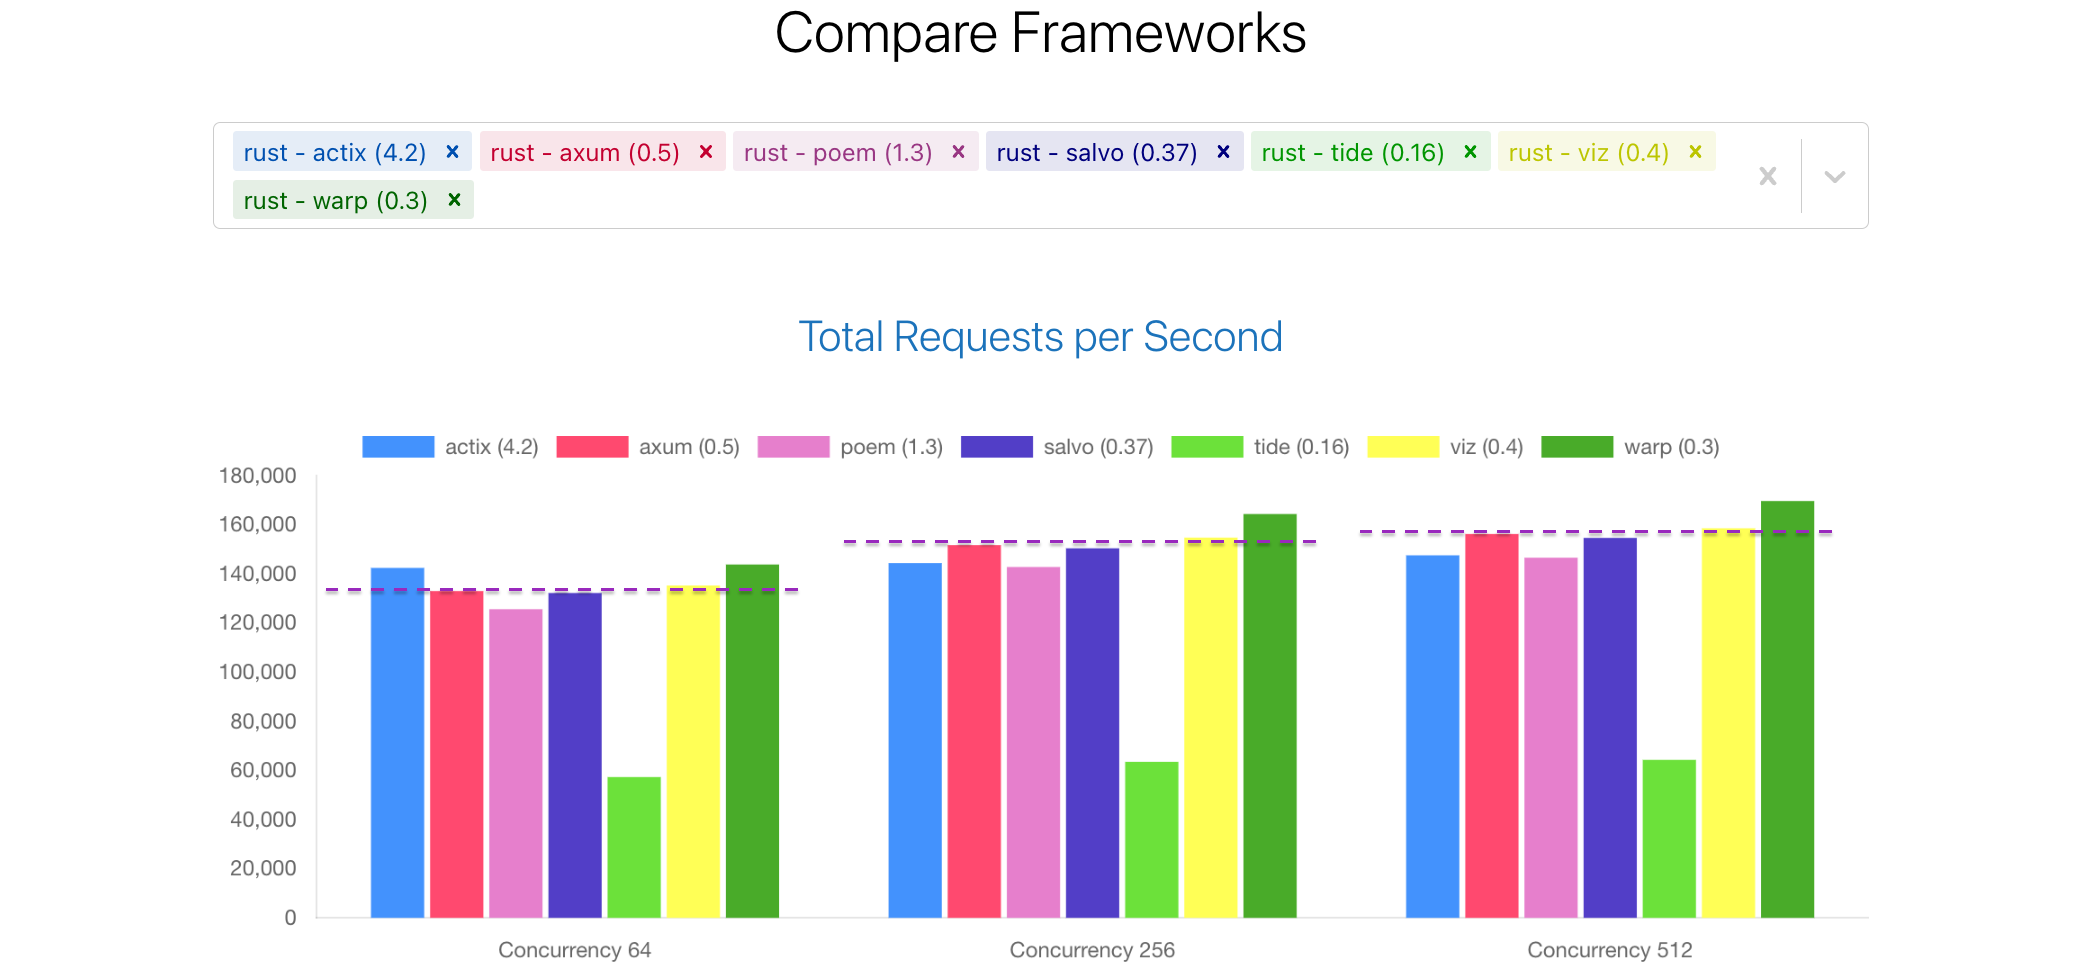 Compare Frameworks
rust - actix (4.2) × rust - axum (0.5) × rust - poem (1.3) × rust - salvo (0.37) × rust - tide (0.16) × rust - viz (0.4) ×
rust - warp (0.3) ×
Total Requests per Second
actix (4.2) axum (0.5) poem (1.3) salvo (0.37) tide (0.16) viz (0.4) warp (0.3)
180,000
160,000
140,000
120,000
100,000
80,000
60,000
40,000
20,000
0
Concurrency 64 Concurrency 256 Concurrency 512